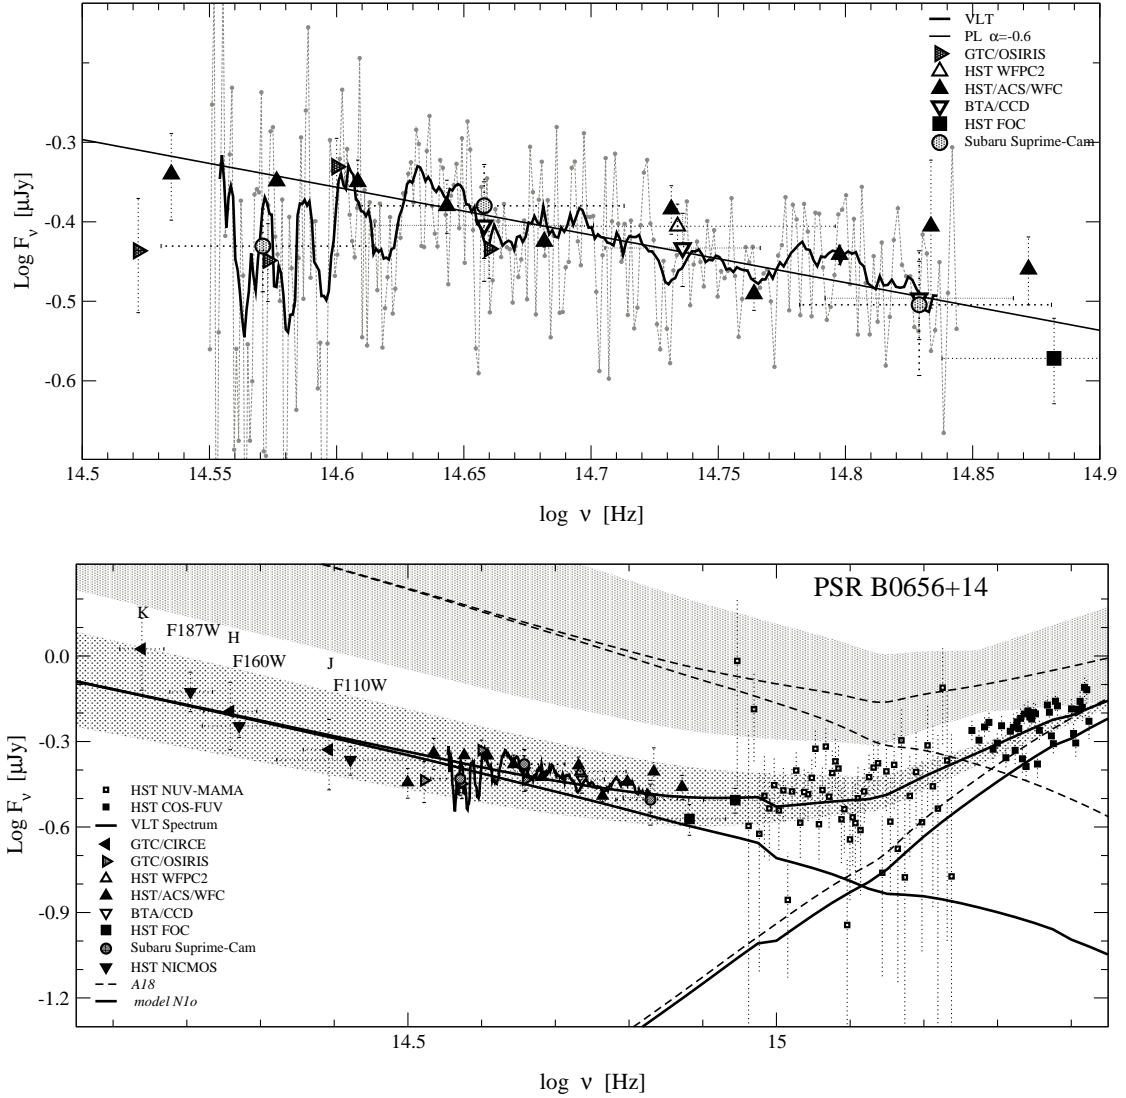 VLT
PL α=-0.6
GTC/OSIRIS
HST WFPC2
HST/ACS/WFC
BTA/CCD
HST FOC
Subaru Suprime-Cam
-0.3
-0.4
-0.5
-0.6
Log F_ν [μJy]
14.5 14.55 14.6 14.65 14.7 14.75 14.8 14.85 14.9
log ν [Hz]
PSR B0656+14
K
F187W
H
F160W
J
F110W
0.0
-0.3
-0.6
-0.9
-1.2
Log F_ν [μJy]
HST NUV-MAMA
HST COS-FUV
VLT Spectrum
GTC/CIRCE
GTC/OSIRIS
HST WFPC2
HST/ACS/WFC
BTA/CCD
HST FOC
Subaru Suprime-Cam
HST NICMOS
A18
model N1o
14.5 15
log ν [Hz]